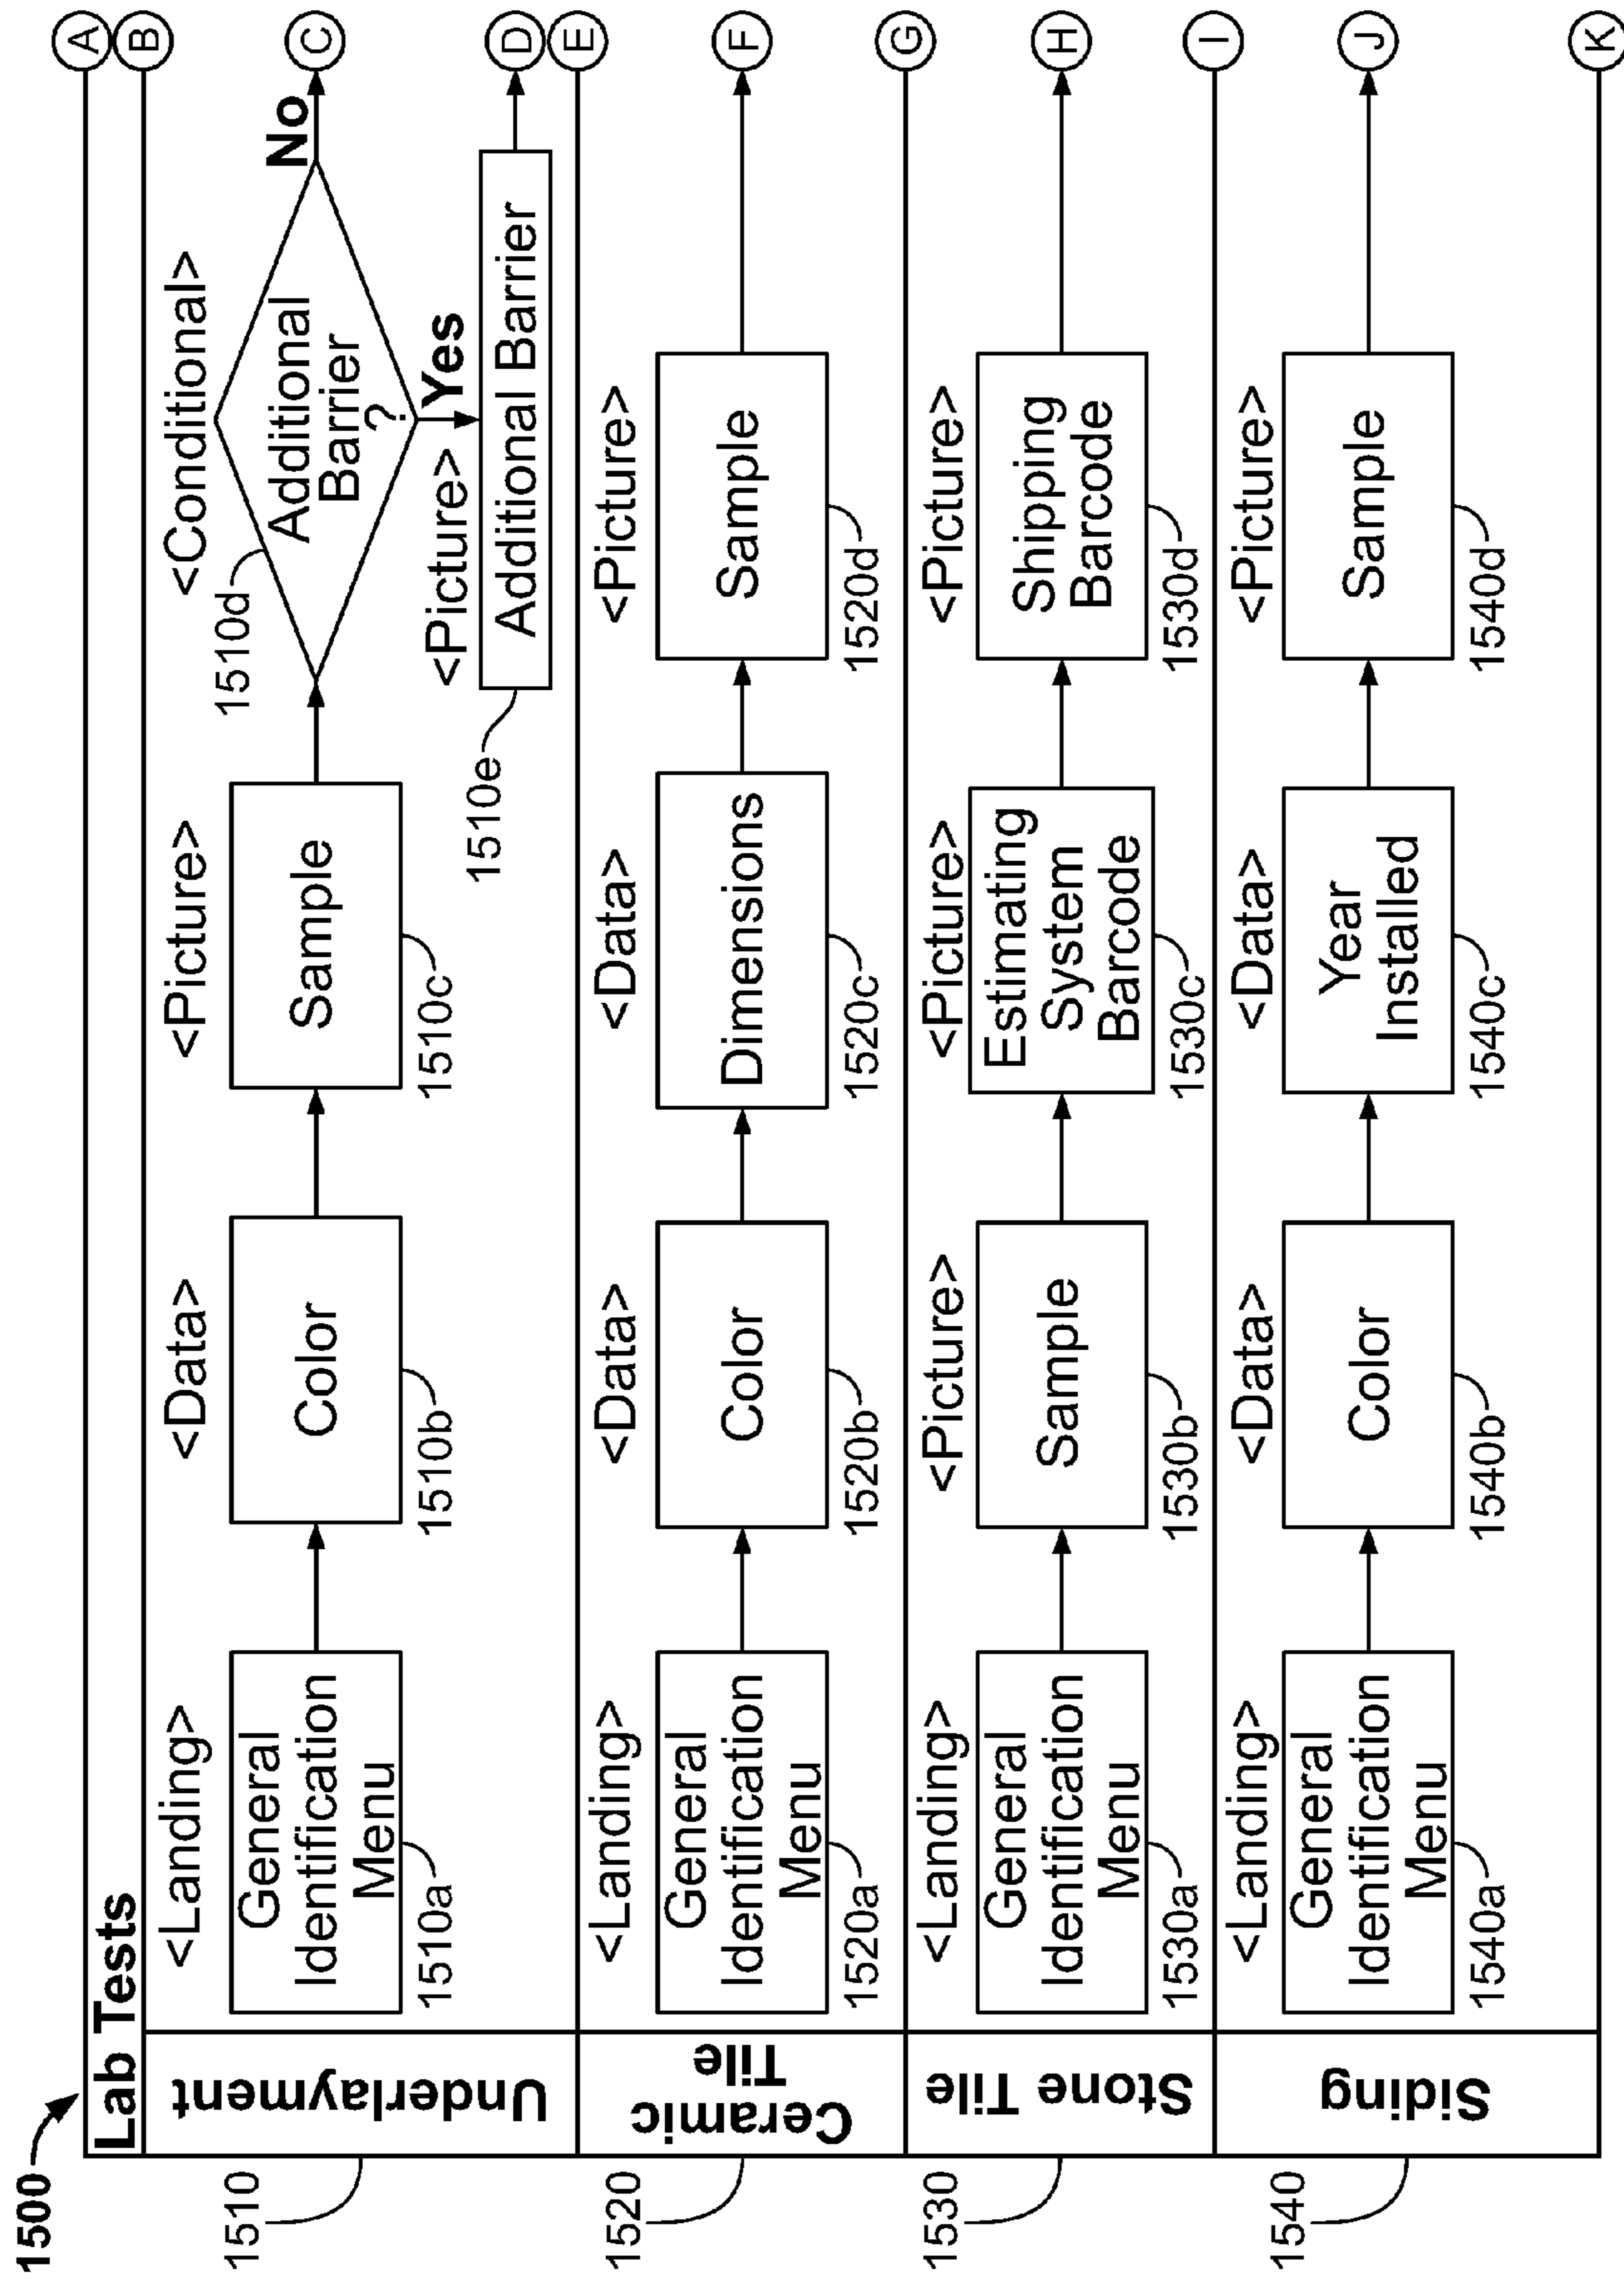 1500
Lab Tests
A
B
1510
Underlayment
<Landing>
General
Identification
Menu
1510a
<Data>
Color
1510b
<Picture>
Sample
1510c
<Conditional>
Additional
Barrier
?
1510d
No
C
Yes
<Picture>
Additional Barrier
1510e
D
E
1520
Ceramic
Tile
<Landing>
General
Identification
Menu
1520a
<Data>
Color
1520b
<Data>
Dimensions
1520c
<Picture>
Sample
1520d
F
G
1530
Stone Tile
<Landing>
General
Identification
Menu
1530a
<Picture>
Sample
1530b
<Picture>
Estimating
System
Barcode
1530c
<Picture>
Shipping
Barcode
1530d
H
I
1540
Siding
<Landing>
General
Identification
Menu
1540a
<Data>
Color
1540b
<Data>
Year
Installed
1540c
<Picture>
Sample
1540d
J
K